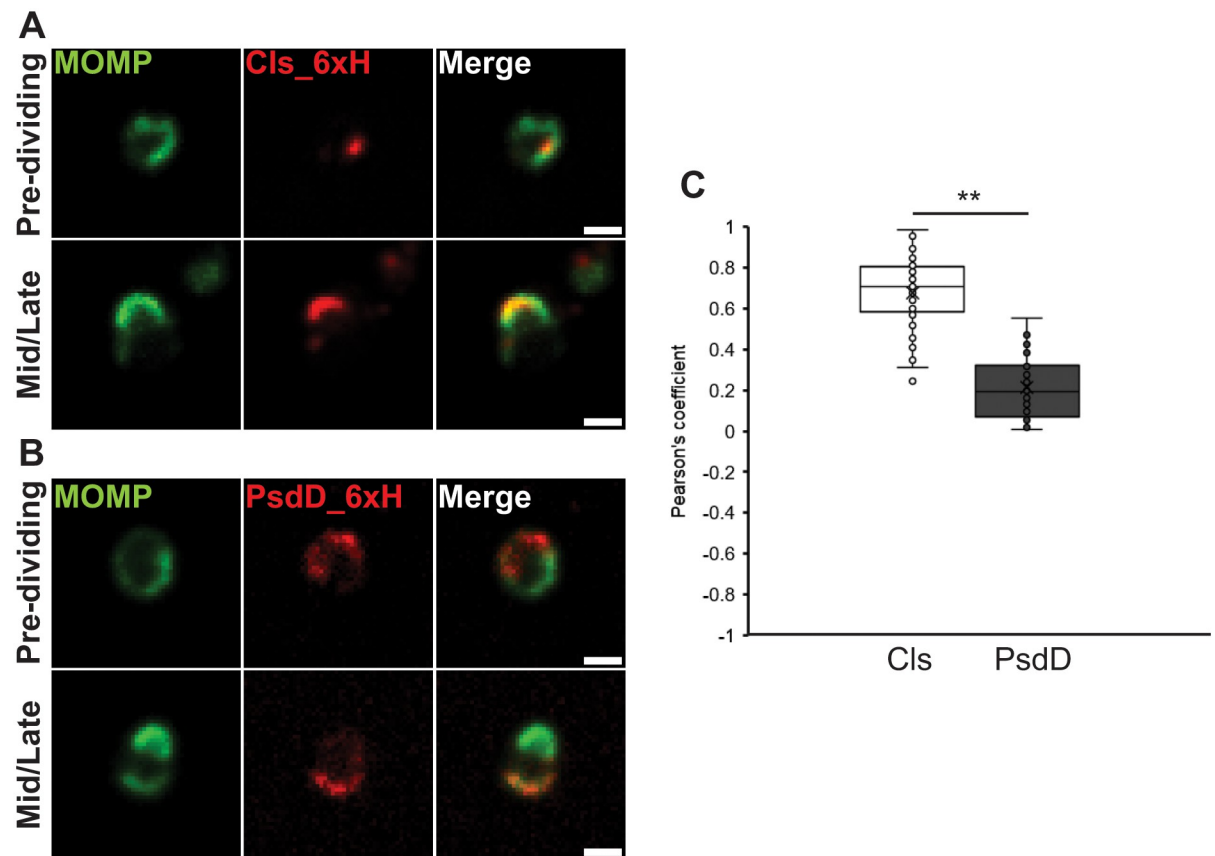 A
MOMP Cls_6xH Merge
Pre-dividing
Mid/Late
B
MOMP PsdD_6xH Merge
Pre-dividing
Mid/Late
C
**
1
0.8
0.6
0.4
0.2
0
-0.2
-0.4
-0.6
-0.8
-1
Pearson's coefficient
Cls PsdD